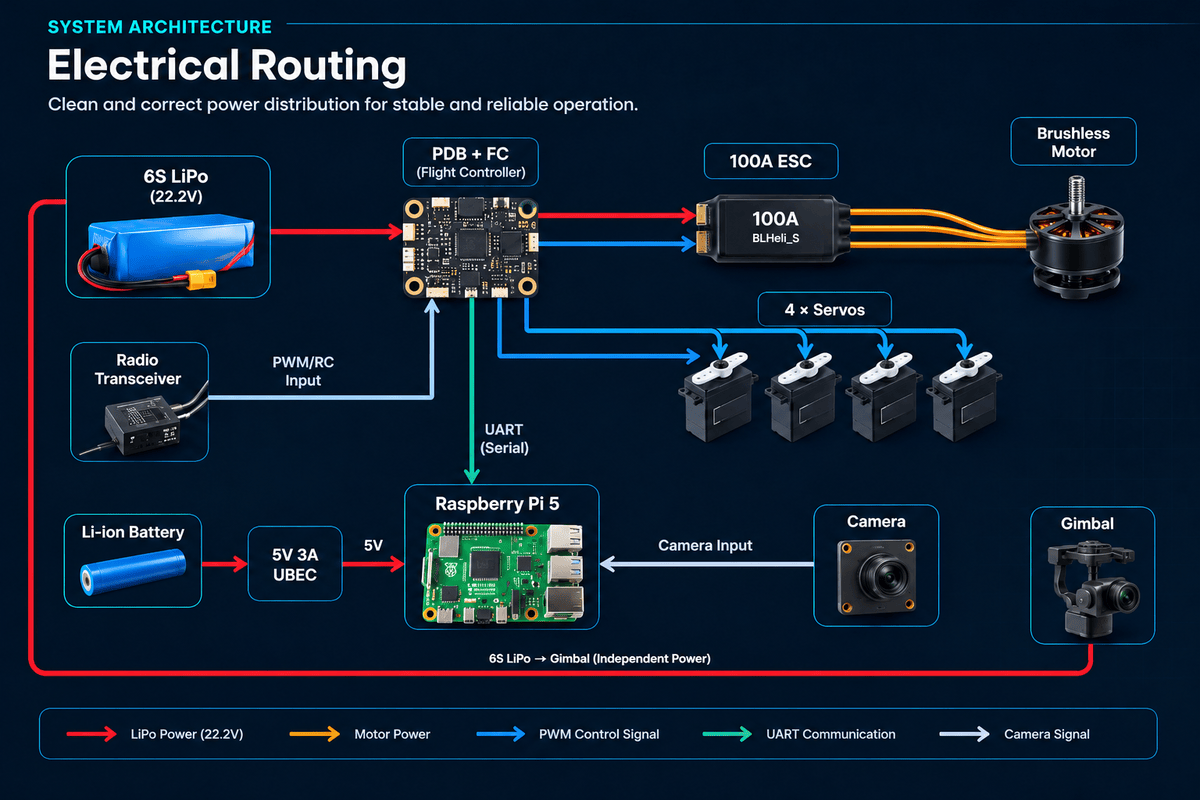 SYSTEM ARCHITECTURE
Electrical Routing
Clean and correct power distribution for stable and reliable operation.
6S LiPo
(22.2V)
PDB + FC
(Flight Controller)
100A ESC
100A
BLHeli_S
Brushless
Motor
4 × Servos
Radio
Transceiver
PWM/RC
Input
UART
(Serial)
Li-ion Battery
5V 3A
UBEC
5V
Raspberry Pi 5
Camera Input
Camera
Gimbal
6S LiPo → Gimbal (Independent Power)
LiPo Power (22.2V)
Motor Power
PWM Control Signal
UART Communication
Camera Signal